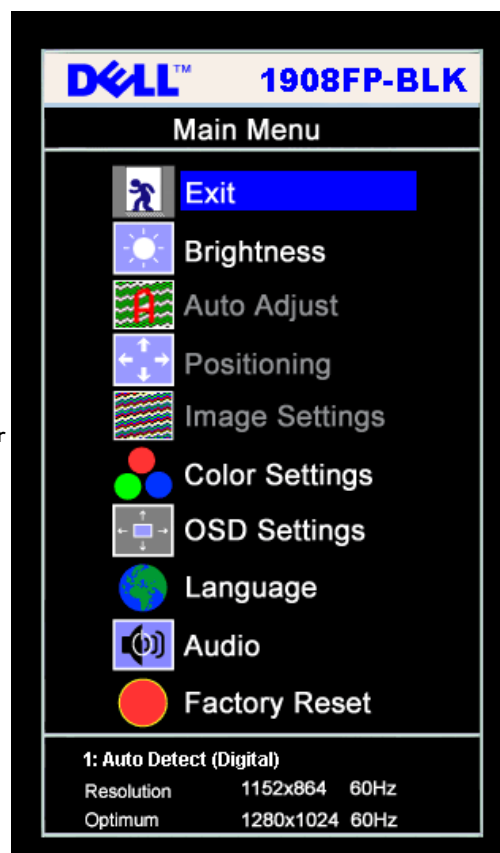 DELL™ 1908FP-BLK
Main Menu
Exit
Brightness
Auto Adjust
Positioning
Image Settings
r
Color Settings
OSD Settings
Language
Audio
Factory Reset
1: Auto Detect (Digital)
Resolution 1152x864 60Hz
Optimum 1280x1024 60Hz